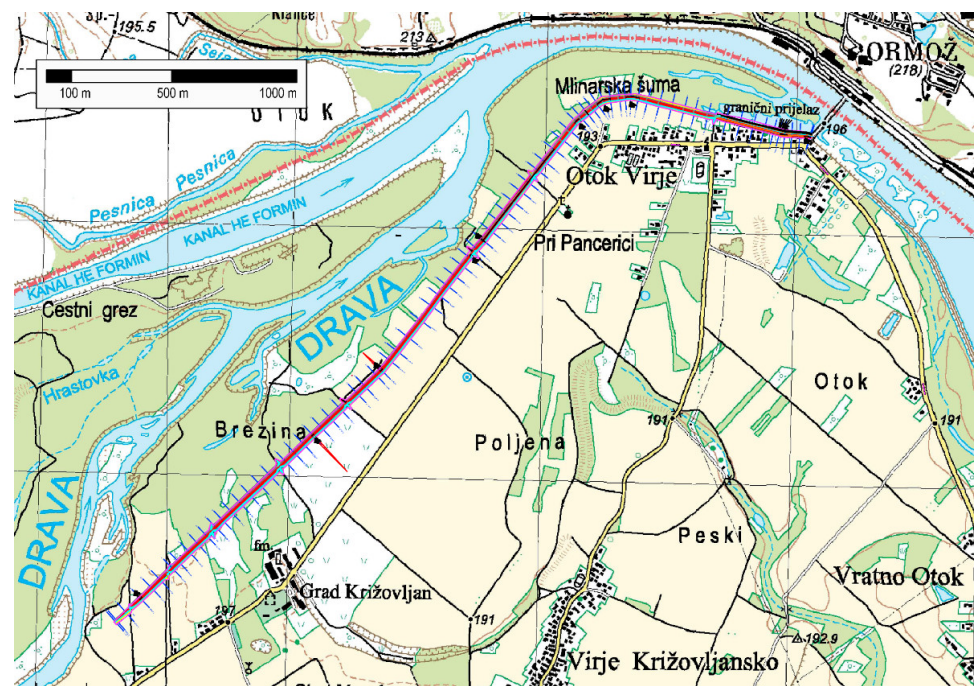 Sp.
195.5
Klance
213
ORMOŽ
(218)
100 m
500 m
1000 m
OTOK
Mlinarska šuma
granični prijelaz
196
193
Otok Virje
Pesnica
Pesnica
KANAL HE FORMIN
KANAL HE FORMIN
Pri Pancerici
Cestni grez
DRAVA
Hrastovka
Otok
Brezina
Poljena
191
191
DRAVA
Peski
fm
Grad Križovljan
Vratno Otok
197
191
192.9
Virje Križovljansko